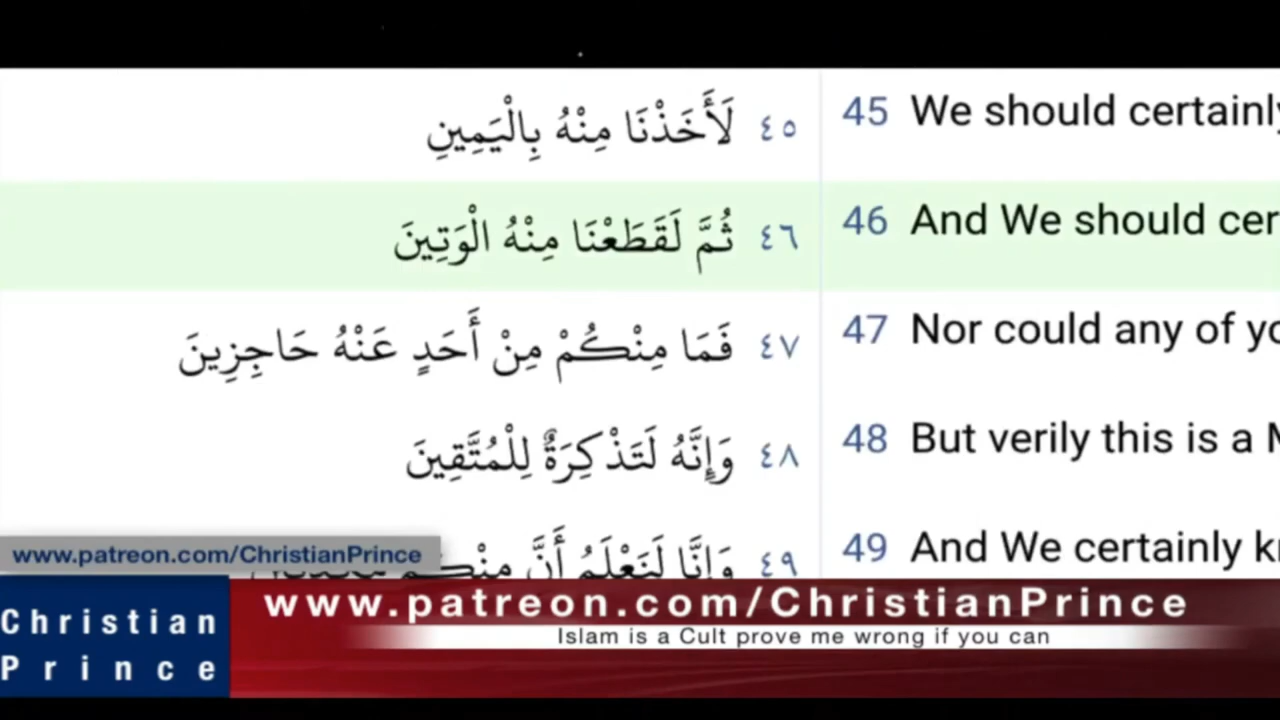 ٤٥ لَأَخَذْنَا مِنْهُ بِالْيَمِينِ
45 We should certainly
٤٦ ثُمَّ لَقَطَعْنَا مِنْهُ الْوَتِينَ
46 And We should cer
٤٧ فَمَا مِنْكُمْ مِنْ أَحَدٍ عَنْهُ حَاجِزِينَ
47 Nor could any of yo
٤٨ وَإِنَّهُ لَتَذْكِرَةٌ لِلْمُتَّقِينَ
48 But verily this is a M
٤٩ وَإِنَّا لَنَعْلَمُ أَنَّ مِنْكُمْ
49 And We certainly k
www.patreon.com/ChristianPrince
Christian
Prince
www.patreon.com/ChristianPrince
Islam is a Cult prove me wrong if you can